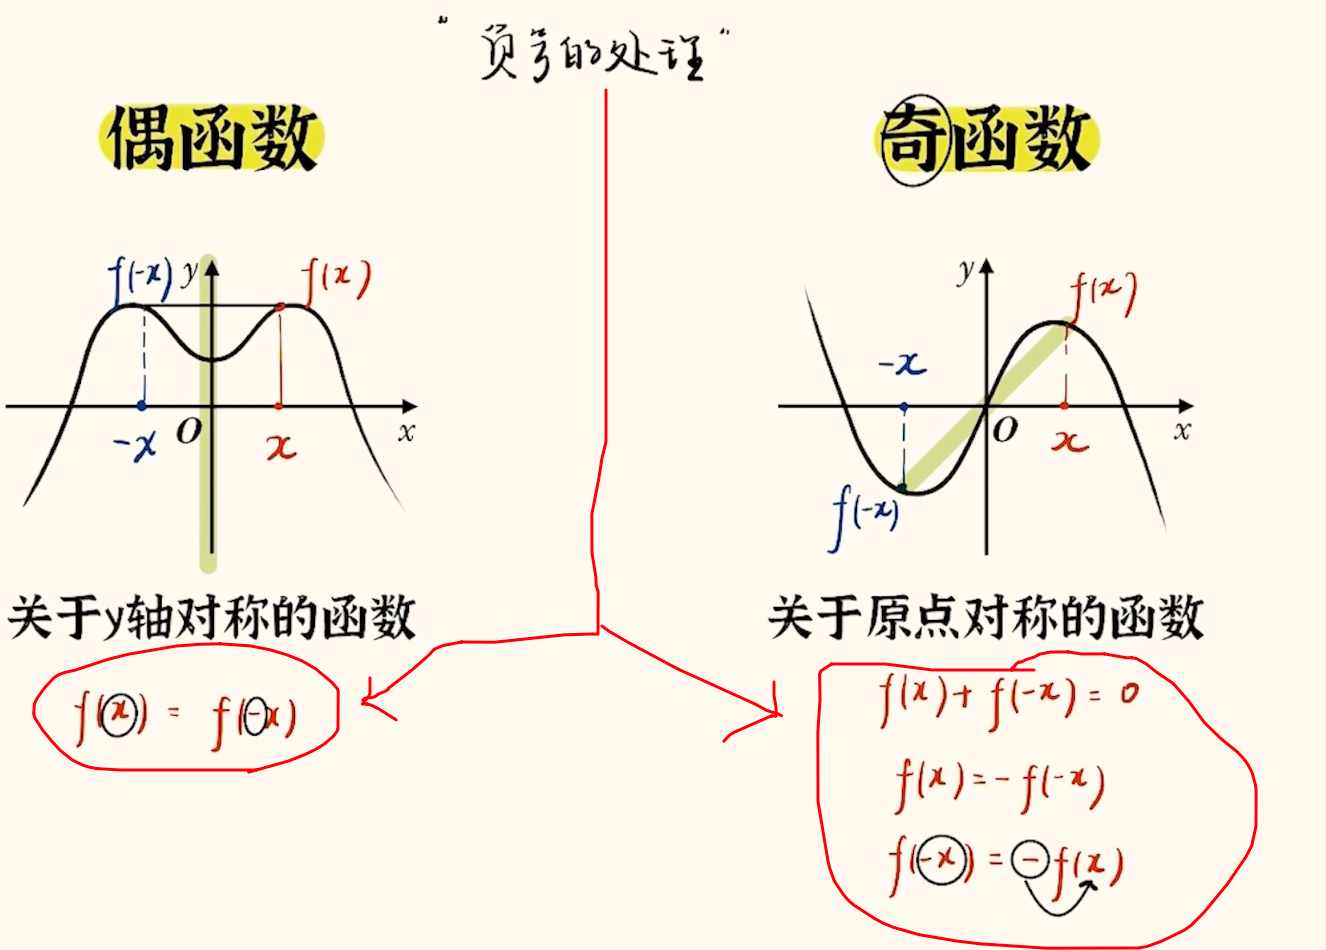 "负号的处理"
偶函数
f(-x) y f(x)
-x O x x
关于y轴对称的函数
f(x) = f(-x)
奇函数
y f(x)
-x
O x x
f(-x)
关于原点对称的函数
f(x)+f(-x)=0
f(x)=-f(-x)
f(-x)=-f(x)